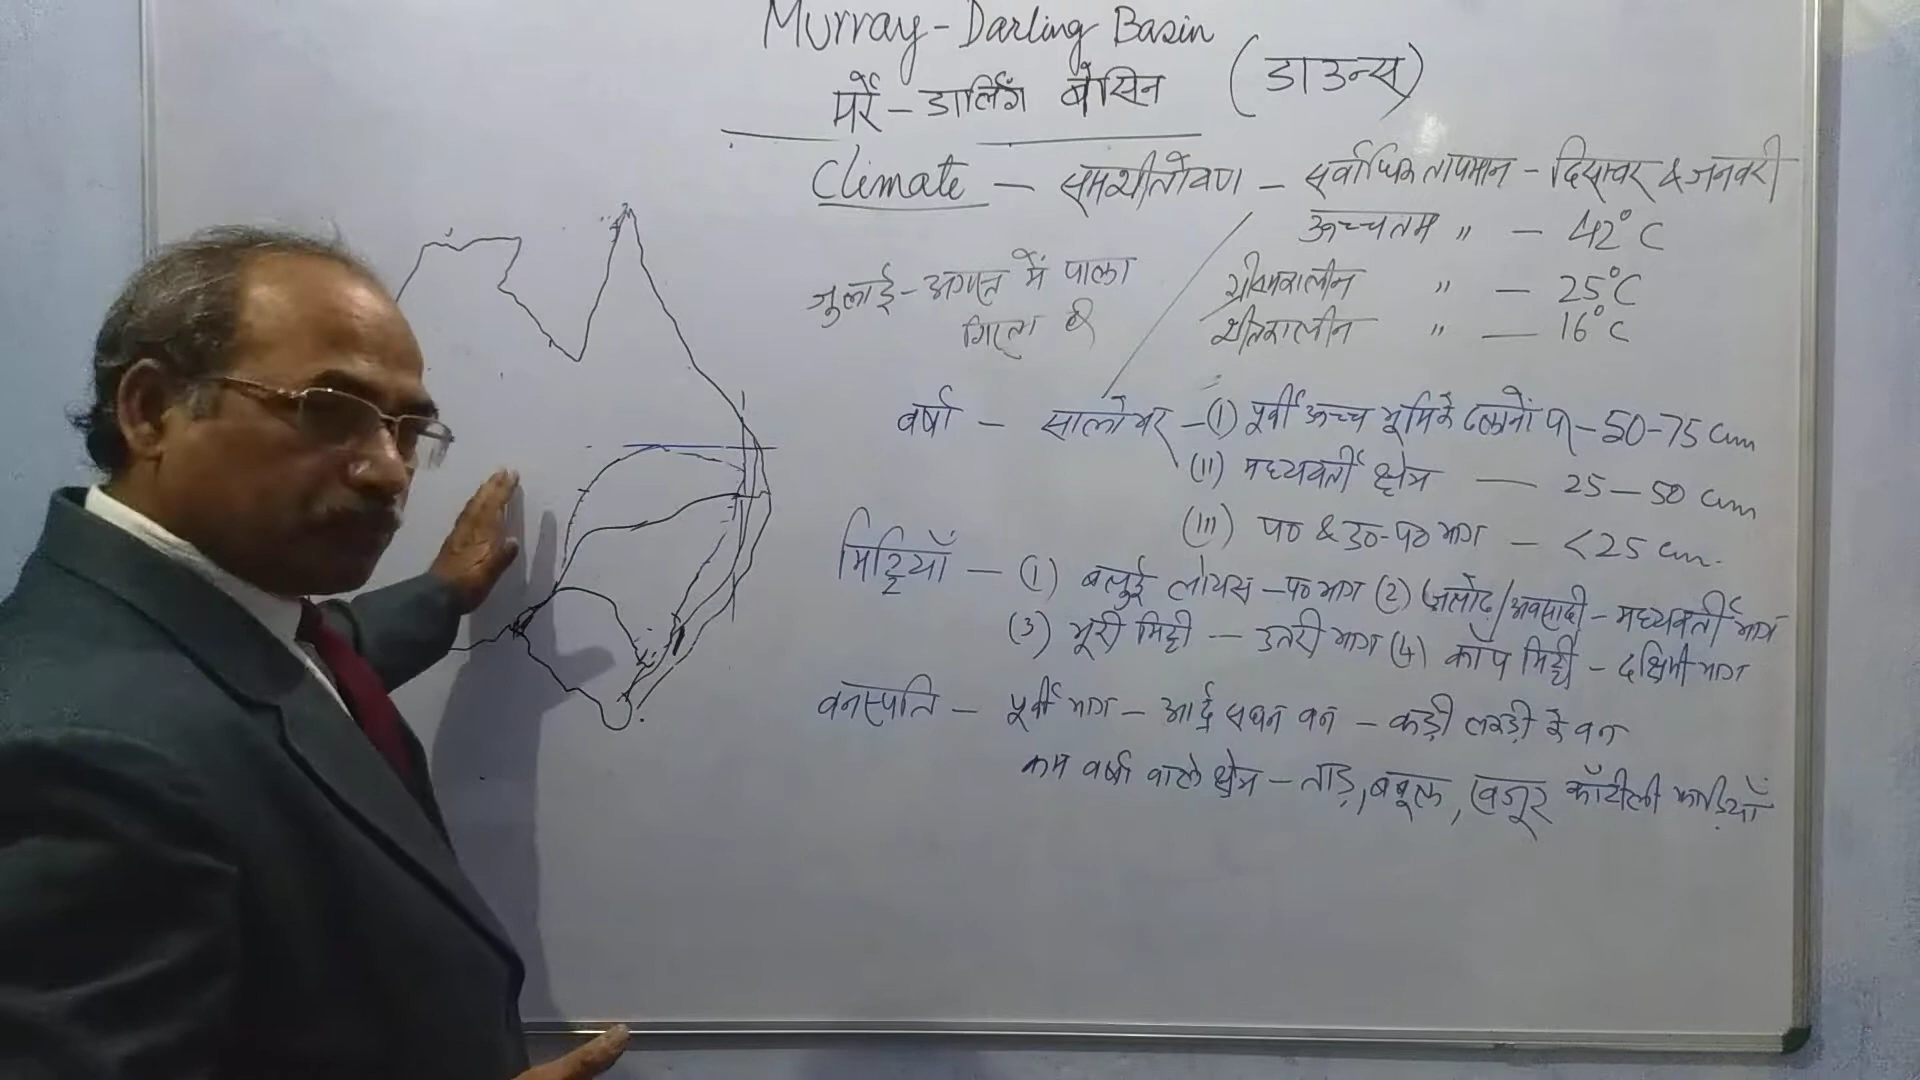 Murray-Darling Basin
मर्रे-डार्लिंग बेसिन (डाउन्स)
Climate — समशीतोष्ण — सर्वाधिक तापमान - दिसम्बर & जनवरी
उच्चतम " — 42°C
जुलाई-अगस्त में पाला
गिरता है
ग्रीष्मकालीन " — 25°C
शीतकालीन " — 16°C
वर्षा — सालोभर - (i) पूर्वी उच्च भूमि के ढलानों पर - 50-75 cm
(ii) मध्यवर्ती क्षेत्र — 25-50 cm
(iii) प० & उ०-प० भाग — <25 cm.
मिट्टियाँ — (1) बलुई लोयस - प० भाग (2) जलोढ़/अवसादी - मध्यवर्ती भाग
(3) भूरी मिट्टी — उत्तरी भाग (4) काँप मिट्टी - दक्षिणी भाग
वनस्पति — पूर्वी भाग - आर्द्र सघन वन - कड़ी लकड़ी के वन
कम वर्षा वाले क्षेत्र - ताड़, बबूल, खजूर काँटीली झाड़ियाँ